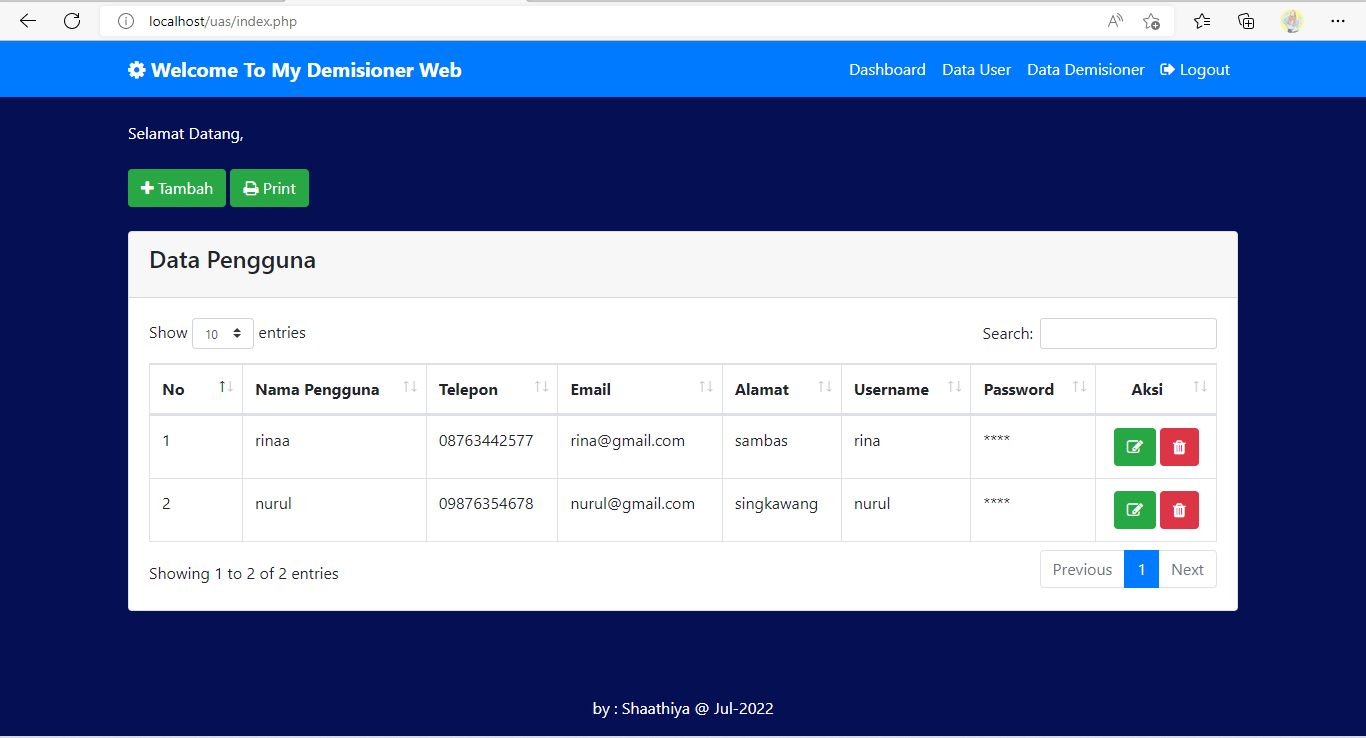 localhost/uas/index.php
Welcome To My Demisioner Web Dashboard Data User Data Demisioner Logout
Selamat Datang,
Tambah Print
Data Pengguna
Show 10 entries Search:
No Nama Pengguna Telepon Email Alamat Username Password Aksi
1 rinaa 08763442577 rina@gmail.com sambas rina ****
2 nurul 09876354678 nurul@gmail.com singkawang nurul ****
Showing 1 to 2 of 2 entries Previous 1 Next
by : Shaathiya @ Jul-2022